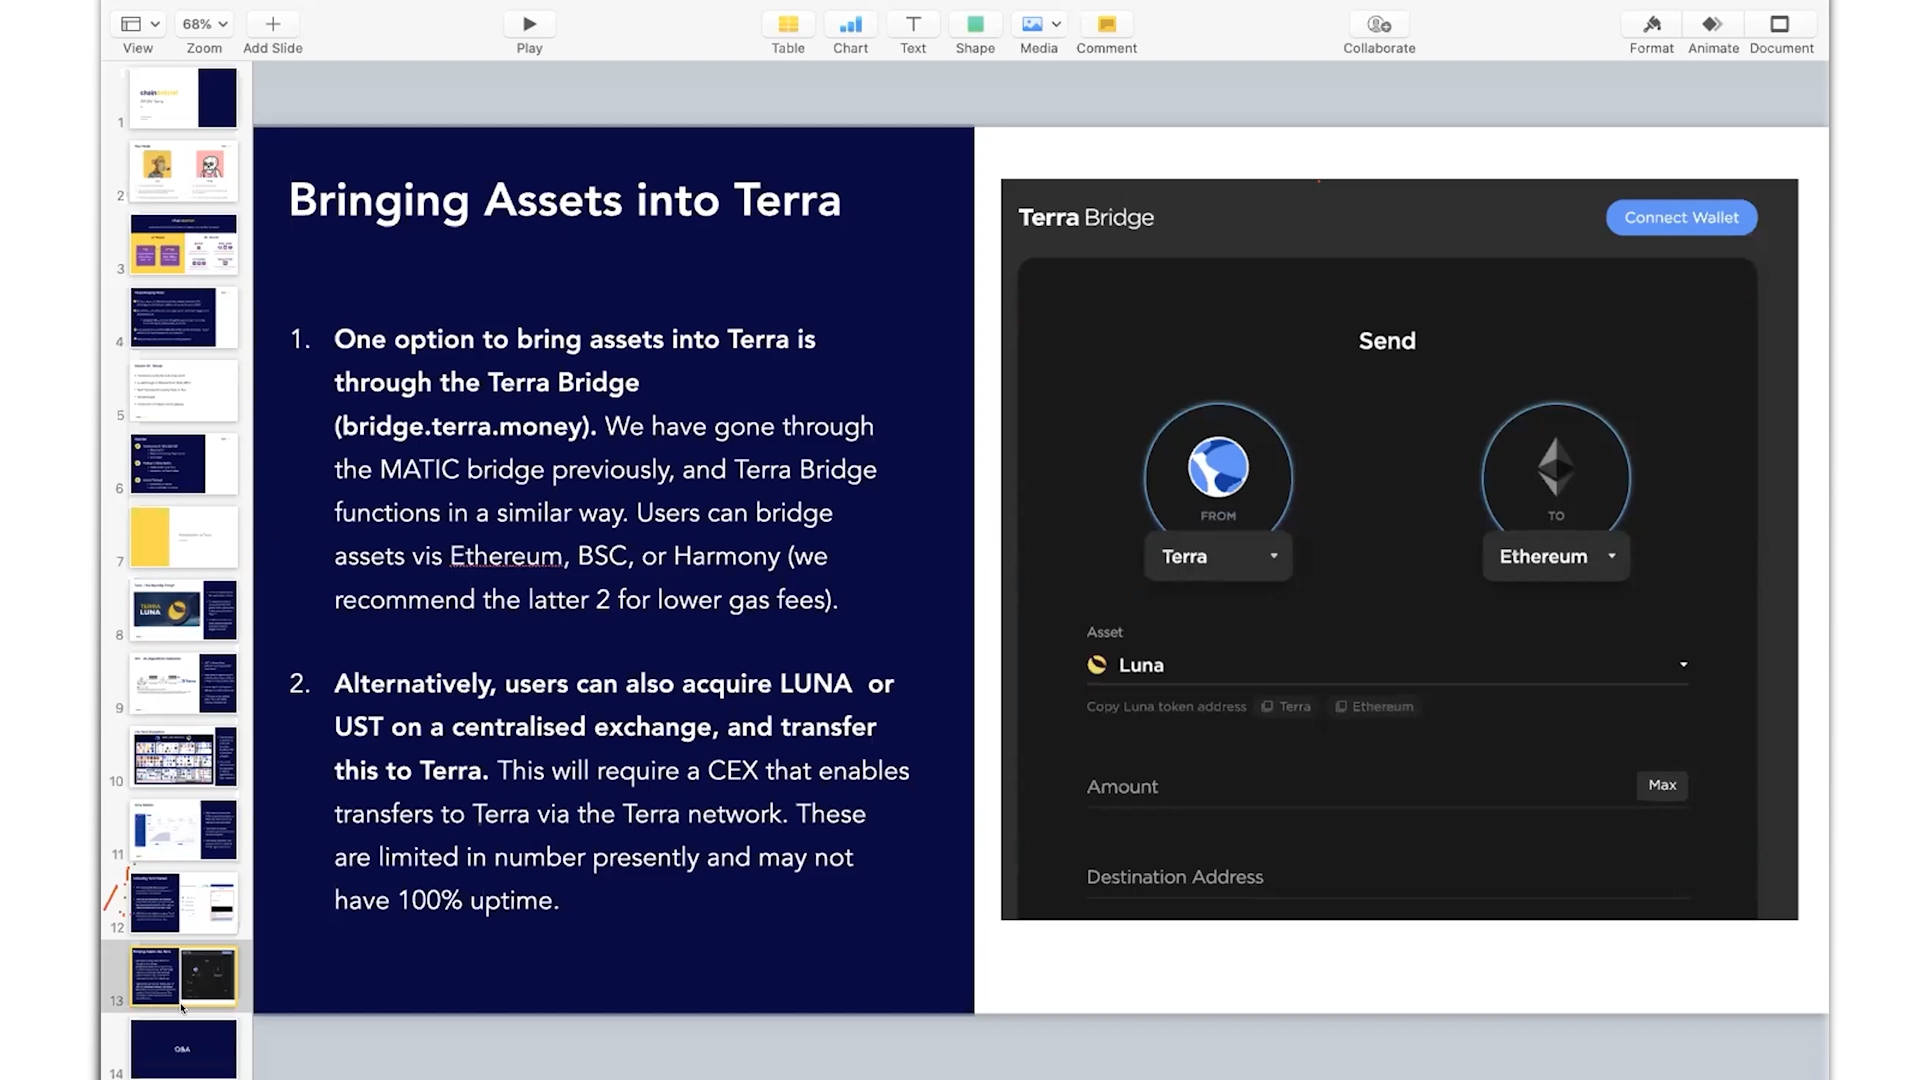 View
68%
Zoom
Add Slide
Play
Table
Chart
Text
Shape
Media
Comment
Collaborate
Format
Animate
Document
1
2
3
4
5
6
7
8
9
10
11
12
13
14
TERRA
LUNA
Q&A
Bringing Assets into Terra
1. One option to bring assets into Terra is
through the Terra Bridge
(bridge.terra.money). We have gone through
the MATIC bridge previously, and Terra Bridge
functions in a similar way. Users can bridge
assets vis Ethereum, BSC, or Harmony (we
recommend the latter 2 for lower gas fees).
2. Alternatively, users can also acquire LUNA or
UST on a centralised exchange, and transfer
this to Terra. This will require a CEX that enables
transfers to Terra via the Terra network. These
are limited in number presently and may not
have 100% uptime.
Terra Bridge
Connect Wallet
Send
FROM
TO
Terra
Ethereum
Asset
Luna
Copy Luna token address Terra Ethereum
Amount
Max
Destination Address